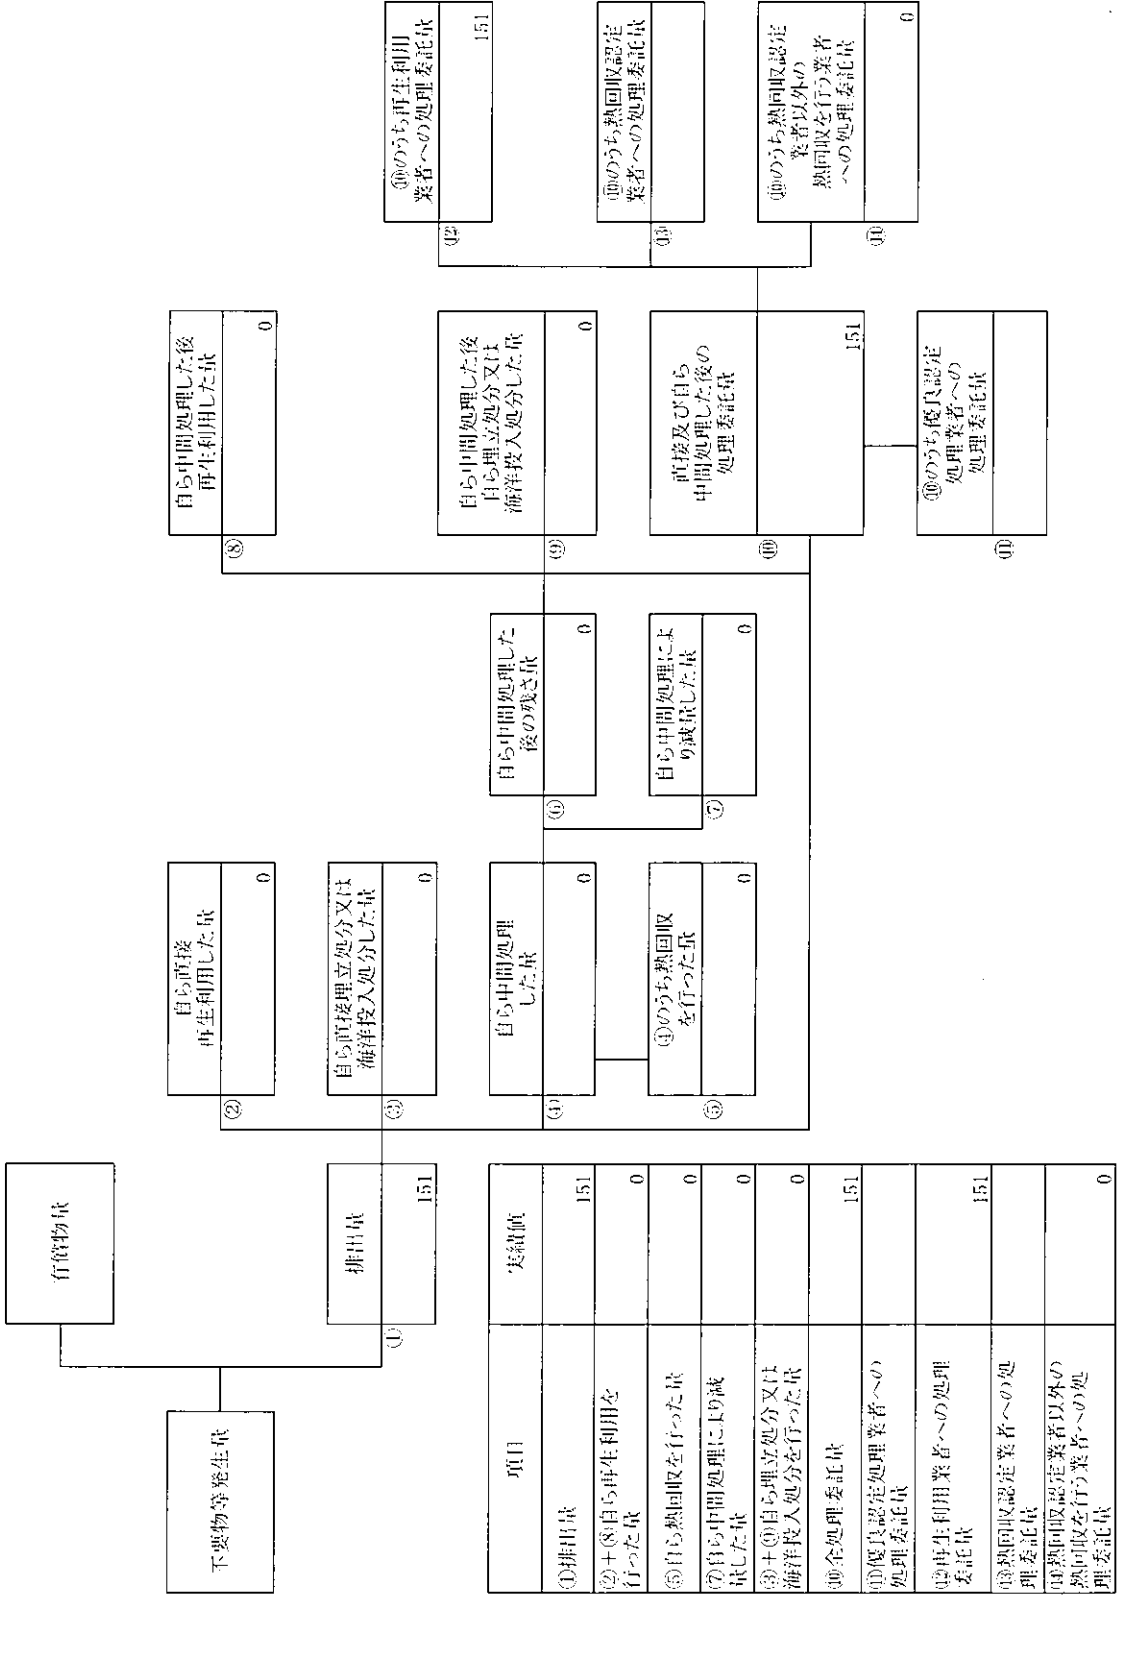 不要物等発生量
有償物量
①
排出量
151
②
自ら直接
再生利用した量
0
③
自ら直接埋立処分又は
海洋投入処分した量
0
④
自ら中間処理
した量
0
⑤
④のうち熱回収
を行った量
0
⑥
自ら中間処理した
後の残さ量
0
⑦
自ら中間処理によ
り減量した量
0
⑧
自ら中間処理した後
再生利用した量
0
⑨
自ら中間処理した後
自ら埋立処分又は
海洋投入処分した量
0
⑩
直接及び自ら
中間処理した後の
処理委託量
151
⑪
⑩のうち優良認定
処理業者への
処理委託量
⑫
⑩のうち再生利用
業者への処理委託量
151
⑬
⑩のうち熱回収認定
業者への処理委託量
⑭
⑩のうち熱回収認定
業者以外の
熱回収を行う業者
への処理委託量
0
項目
実績値
①排出量
151
②+⑧自ら再生利用を
行った量
0
⑤自ら熱回収を行った量
0
⑦自ら中間処理により減
量した量
0
③+⑨自ら埋立処分又は
海洋投入処分を行った量
0
⑩全処理委託量
151
⑪優良認定処理業者への
処理委託量
⑫再生利用業者への処理
委託量
151
⑬熱回収認定業者への処
理委託量
⑭熱回収認定業者以外の
熱回収を行う業者への処
理委託量
0